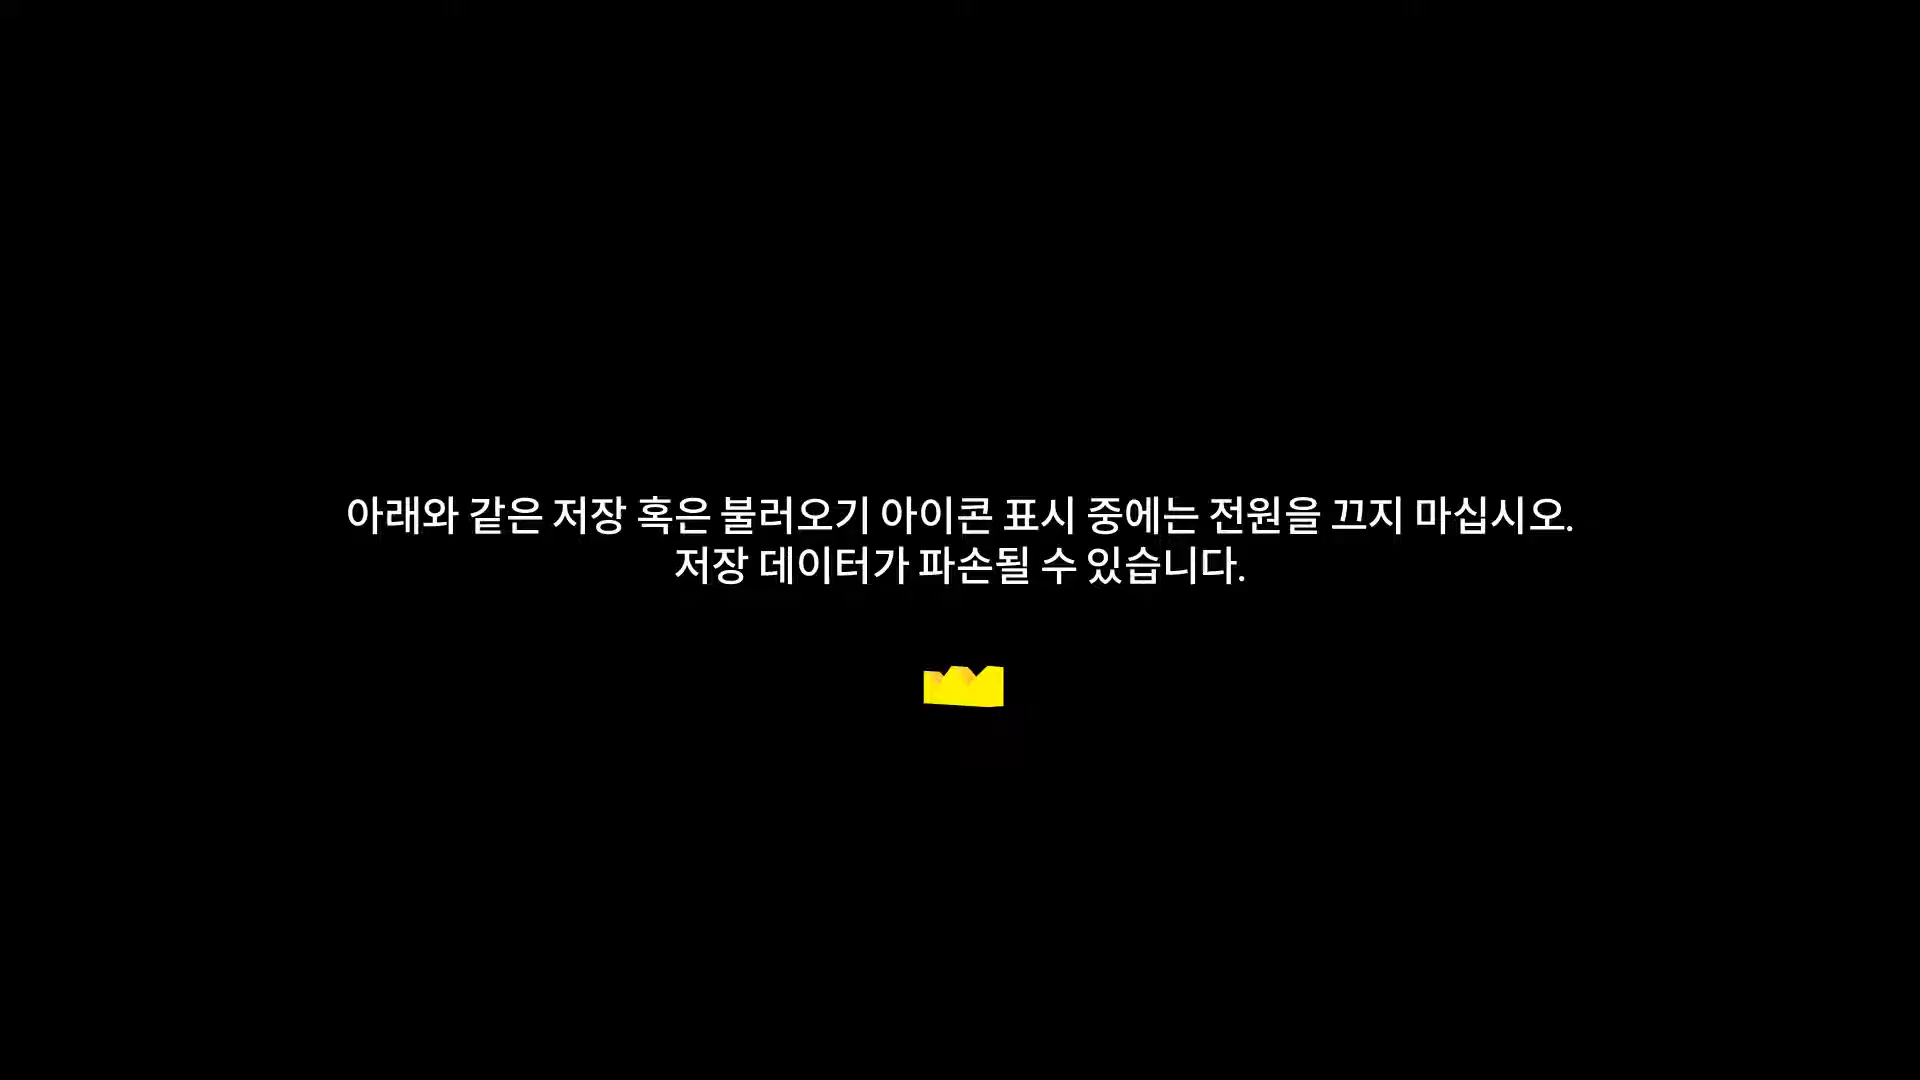 아래와 같은 저장 혹은 불러오기 아이콘 표시 중에는 전원을 끄지 마십시오.
저장 데이터가 파손될 수 있습니다.